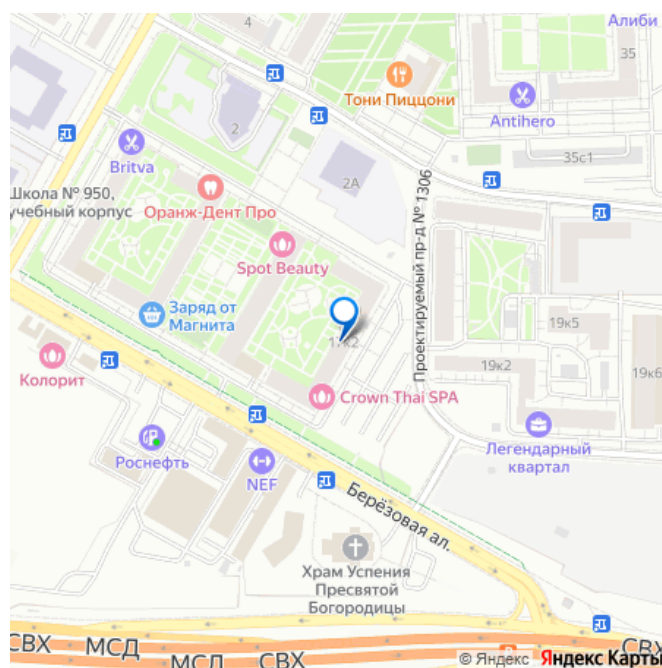 Алиби
35
Тони Пиццони
Antihero
2
Britva
35с1
2А
Школа № 950,
учебный корпус
Оранж-Дент Про
Проектируемый пр-д № 1306
Spot Beauty
Заряд от
Магнита
19к5
17к2
19к2
19к6
Колорит
Crown Thai SPA
Легендарный
квартал
Роснефть
NEF
Берёзовая ал.
Храм Успения
Пресвятой
Богородицы
СВХ МСД СВХ
МСД СВХ
© Яндекс Яндекс Карты